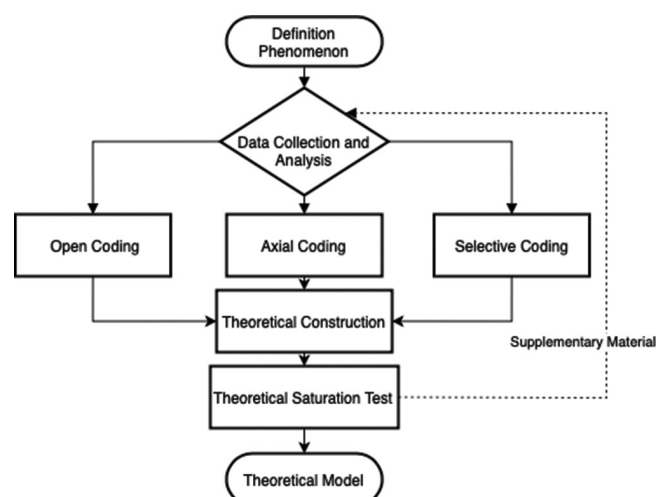 Definition
Phenomenon
Data Collection and
Analysis
Open Coding
Axial Coding
Selective Coding
Theoretical Construction
Supplementary Material
Theoretical Saturation Test
Theoretical Model